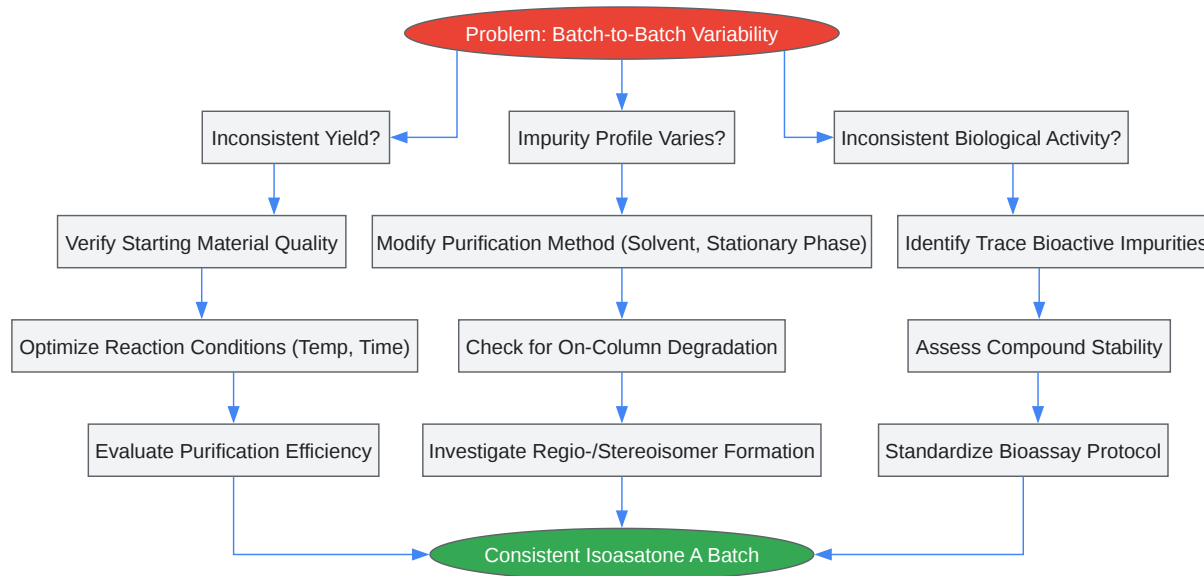 Problem: Batch-to-Batch Variability
Inconsistent Yield?
Impurity Profile Varies?
Inconsistent Biological Activity?
Verify Starting Material Quality
Modify Purification Method (Solvent, Stationary Phase)
Identify Trace Bioactive Impurities
Optimize Reaction Conditions (Temp, Time)
Check for On-Column Degradation
Assess Compound Stability
Evaluate Purification Efficiency
Investigate Regio-/Stereoisomer Formation
Standardize Bioassay Protocol
Consistent Isoasatone A Batch